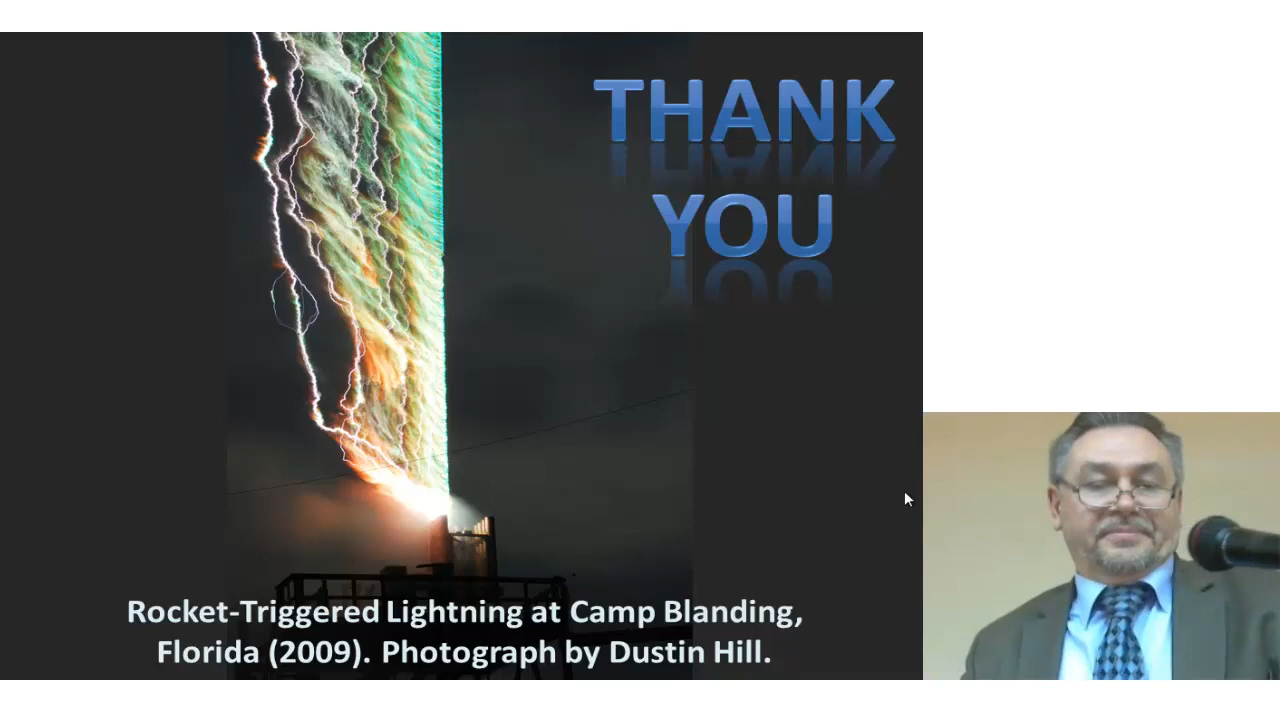 THANK
YOU
Rocket-Triggered Lightning at Camp Blanding,
Florida (2009). Photograph by Dustin Hill.